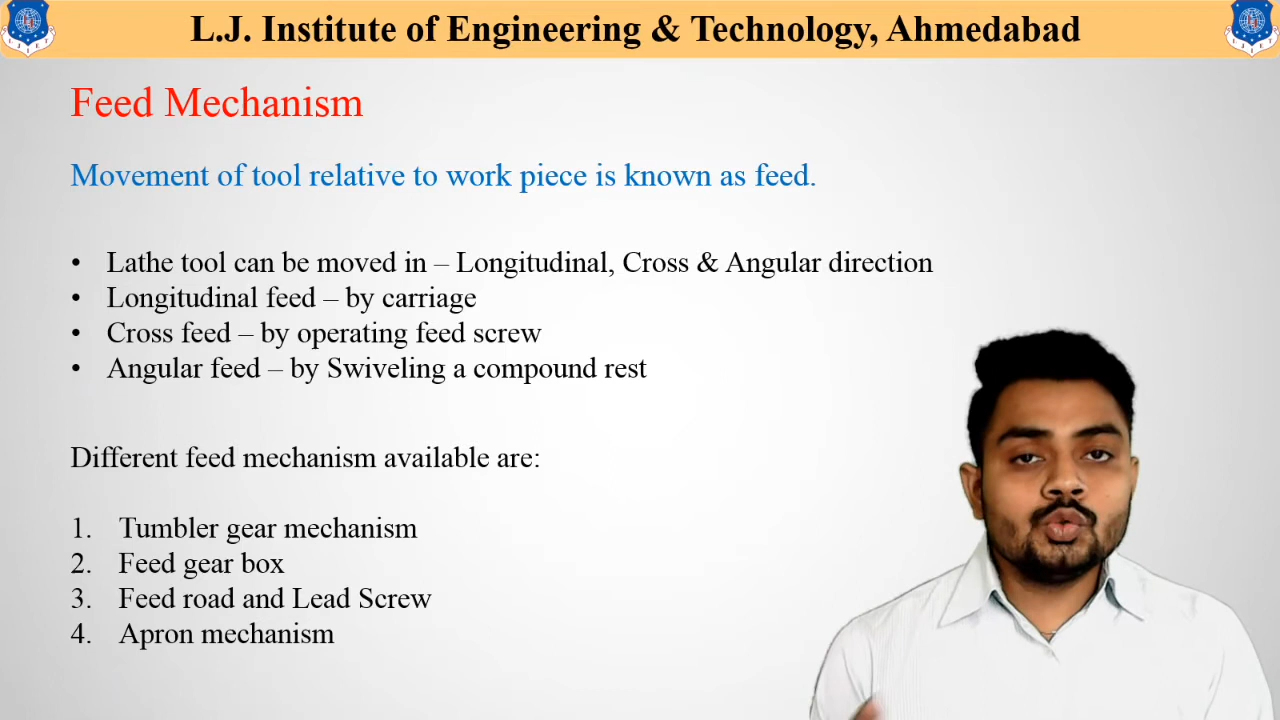 L.J. Institute of Engineering & Technology, Ahmedabad
Feed Mechanism
Movement of tool relative to work piece is known as feed.
• Lathe tool can be moved in – Longitudinal, Cross & Angular direction
• Longitudinal feed – by carriage
• Cross feed – by operating feed screw
• Angular feed – by Swiveling a compound rest
Different feed mechanism available are:
1. Tumbler gear mechanism
2. Feed gear box
3. Feed road and Lead Screw
4. Apron mechanism